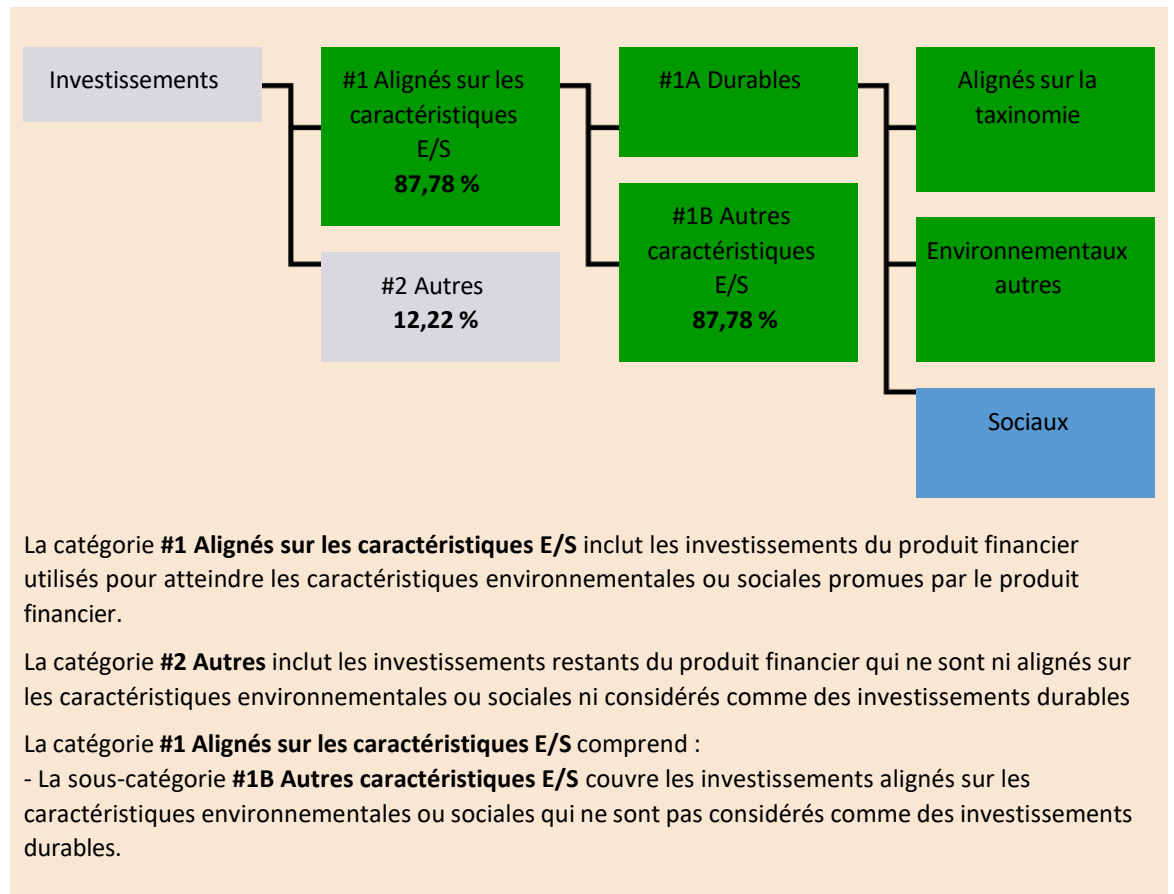 Investissements
#1 Alignés sur les
caractéristiques
E/S
87,78 %
#2 Autres
12,22 %
#1A Durables
#1B Autres
caractéristiques
E/S
87,78 %
Alignés sur la
taxinomie
Environnementaux
autres
Sociaux
La catégorie #1 Alignés sur les caractéristiques E/S inclut les investissements du produit financier
utilisés pour atteindre les caractéristiques environnementales ou sociales promues par le produit
financier.
La catégorie #2 Autres inclut les investissements restants du produit financier qui ne sont ni alignés sur
les caractéristiques environnementales ou sociales ni considérés comme des investissements durables
La catégorie #1 Alignés sur les caractéristiques E/S comprend :
- La sous-catégorie #1B Autres caractéristiques E/S couvre les investissements alignés sur les
caractéristiques environnementales ou sociales qui ne sont pas considérés comme des investissements
durables.